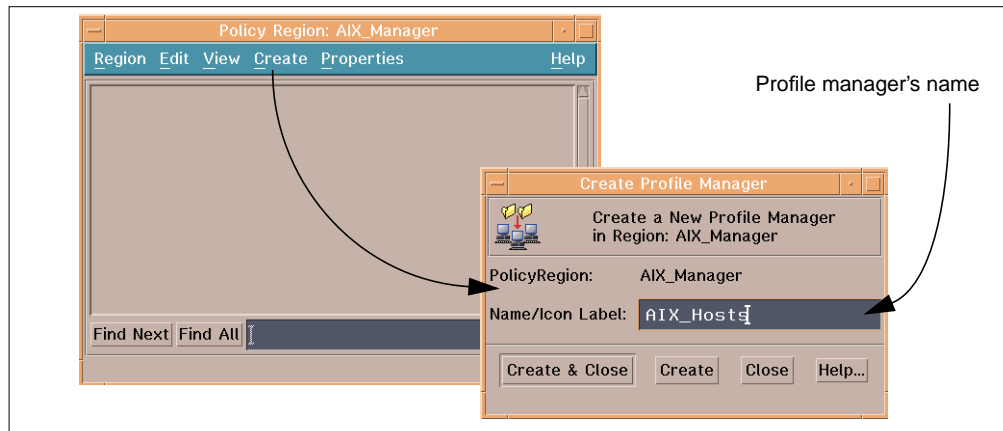 Policy Region: AIX_Manager
Region Edit View Create Properties Help
Profile manager's name
Create Profile Manager
Create a New Profile Manager
in Region: AIX_Manager
PolicyRegion: AIX_Manager
Name/Icon Label: AIX_Hosts
Find Next Find All
Create & Close Create Close Help...